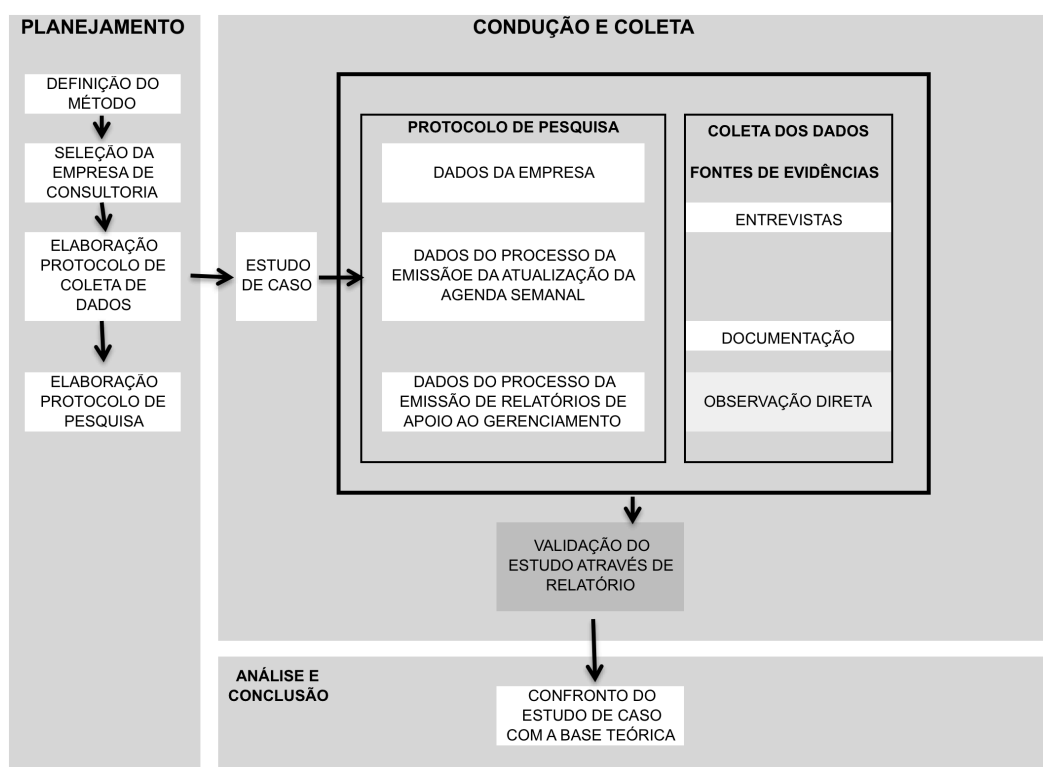 PLANEJAMENTO
DEFINIÇÃO DO
MÉTODO
SELEÇÃO DA
EMPRESA DE
CONSULTORIA
ELABORAÇÃO
PROTOCOLO DE
COLETA DE
DADOS
ELABORAÇÃO
PROTOCOLO DE
PESQUISA
CONDUÇÃO E COLETA
ESTUDO
DE CASO
PROTOCOLO DE PESQUISA
DADOS DA EMPRESA
DADOS DO PROCESSO DA
EMISSÃOE DA ATUALIZAÇÃO DA
AGENDA SEMANAL
DADOS DO PROCESSO DA
EMISSÃO DE RELATÓRIOS DE
APOIO AO GERENCIAMENTO
COLETA DOS DADOS
FONTES DE EVIDÊNCIAS
ENTREVISTAS
DOCUMENTAÇÃO
OBSERVAÇÃO DIRETA
VALIDAÇÃO DO
ESTUDO ATRAVÉS DE
RELATÓRIO
ANÁLISE E
CONCLUSÃO
CONFRONTO DO
ESTUDO DE CASO
COM A BASE TEÓRICA